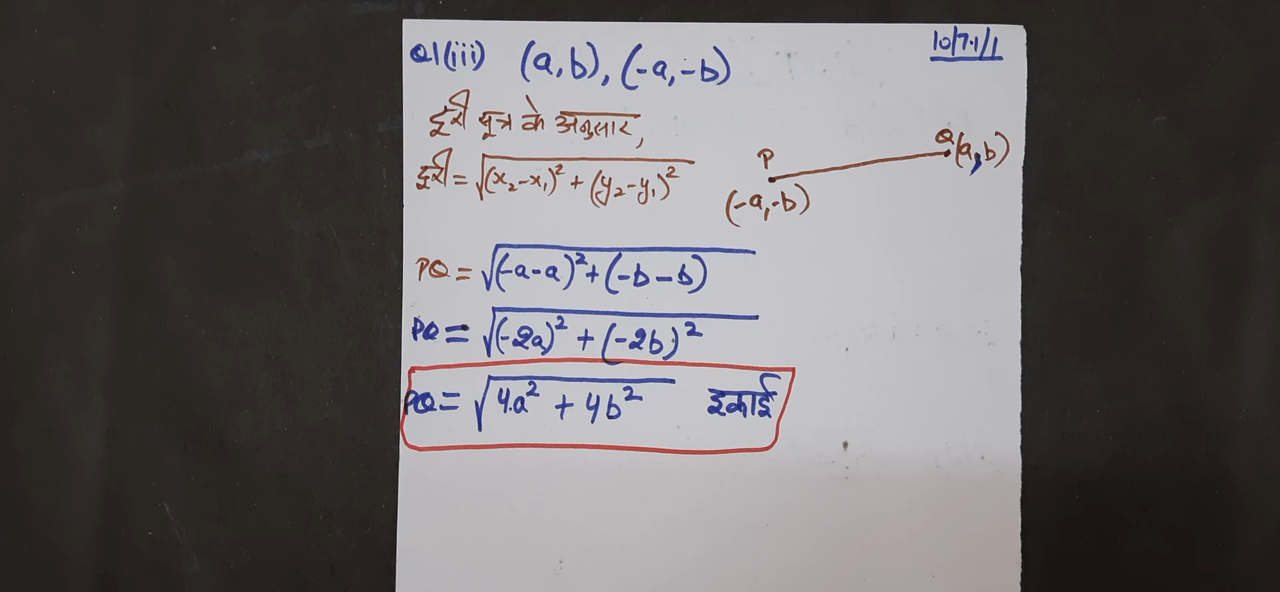 Q1(iii) (a,b), (-a,-b)
10/7.1/1
दूरी सूत्र के अनुसार,
दूरी = √(x₂-x₁)² + (y₂-y₁)²
P
Q(a,b)
(-a,-b)
PQ = √(-a-a)²+(-b-b)
PQ = √(-2a)² + (-2b)²
PQ = √4a² + 4b² इकाई